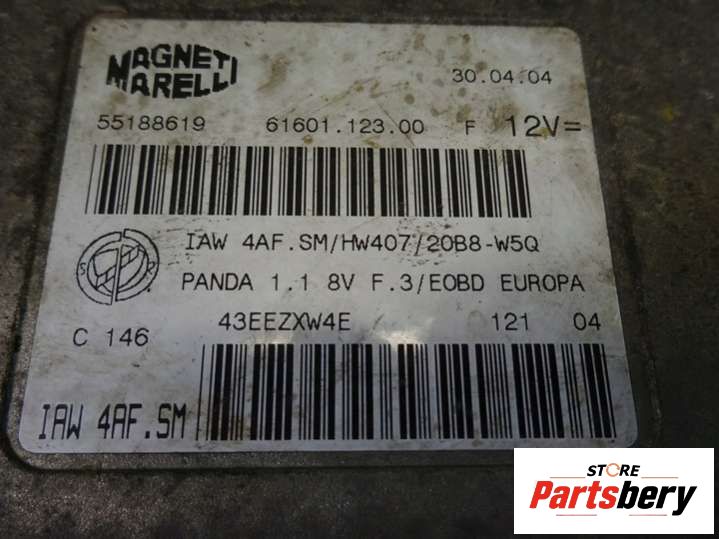 MAGNETI
MARELLI
30.04.04
55188619 61601.123.00 F 12V=
IAW 4AF.SM/HW407/20B8-W5Q
PANDA 1.1 8V F.3/EOBD EUROPA
C 146 43EEZXW4E 121 04
IAW 4AF.SM
STORE
Partsbery